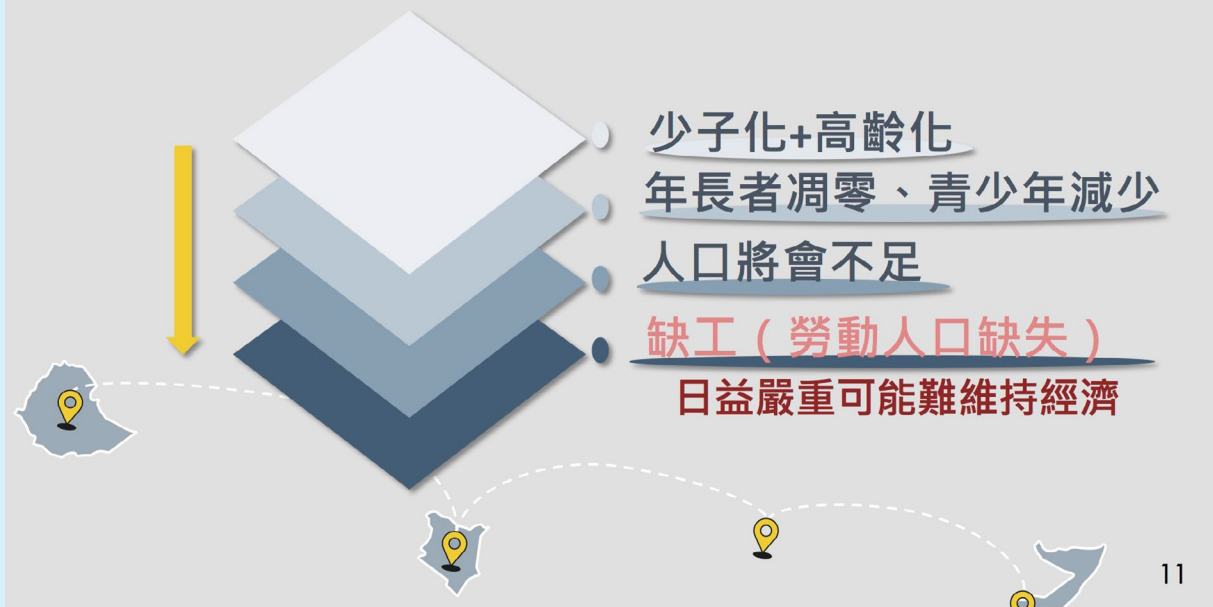 少子化+高齡化
年長者凋零、青少年減少
人口將會不足
缺工（勞動人口缺失）
日益嚴重可能難維持經濟
11